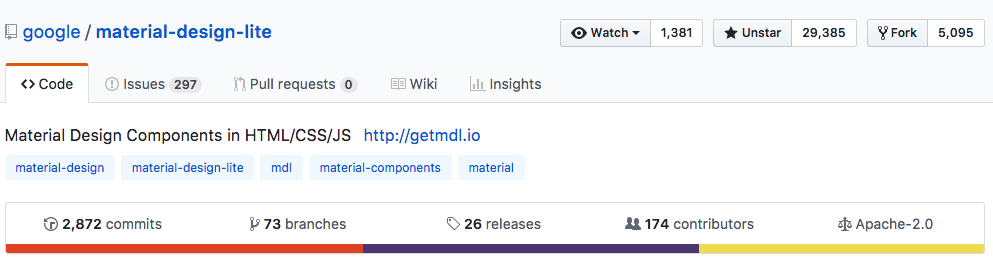 google / material-design-lite
Watch 1,381 Unstar 29,385 Fork 5,095
Code Issues 297 Pull requests 0 Wiki Insights
Material Design Components in HTML/CSS/JS http://getmdl.io
material-design material-design-lite mdl material-components material
2,872 commits 73 branches 26 releases 174 contributors Apache-2.0